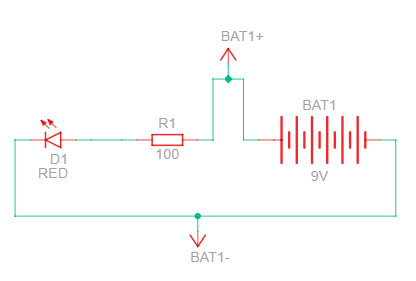 BAT1+
R1
100
BAT1
9V
D1
RED
BAT1-